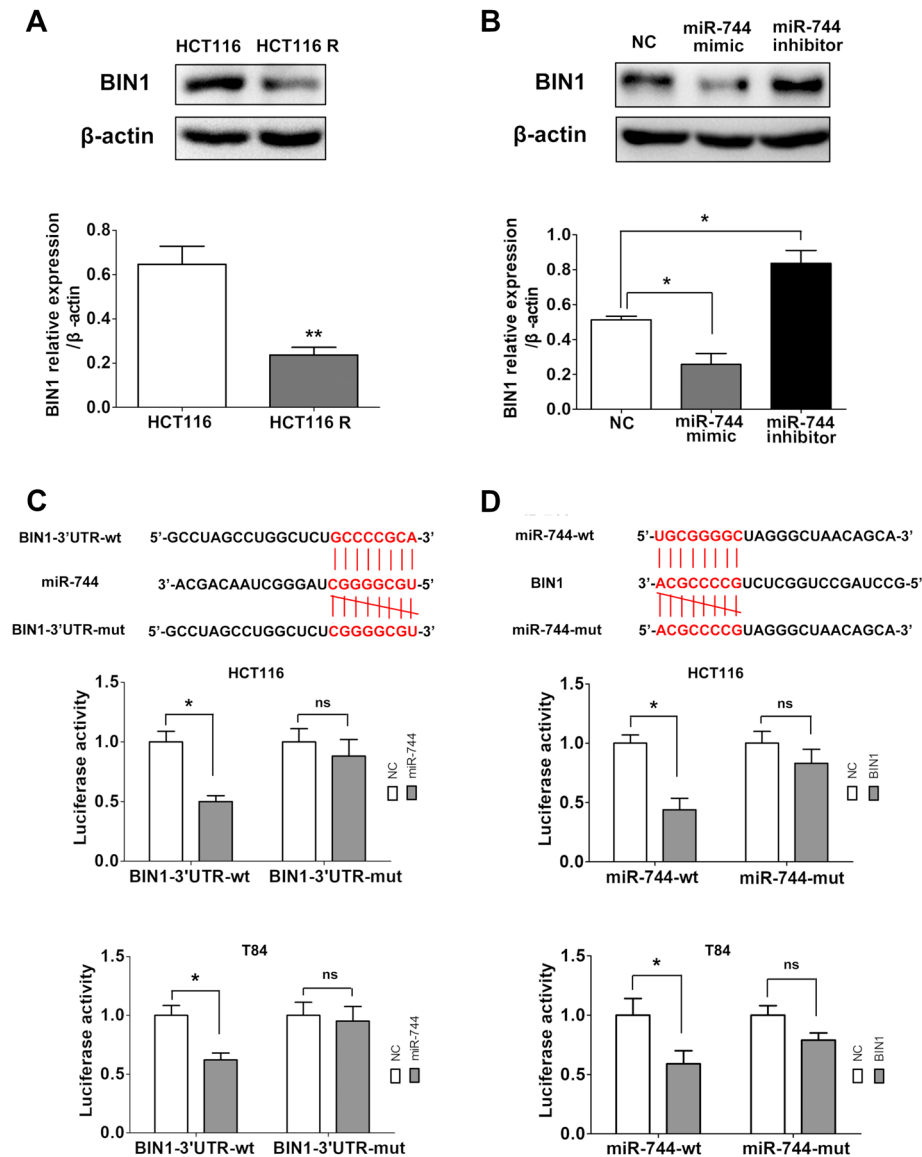 A
HCT116 HCT116 R
BIN1
β-actin
BIN1 relative expression
/β -actin
0.8
0.6
0.4
0.2
0.0
**
HCT116
HCT116 R
B
NC
miR-744
mimic
miR-744
inhibitor
BIN1
β-actin
BIN1 relative expression
/β -actin
1.0
0.8
0.6
0.4
0.2
0.0
*
*
NC
miR-744
mimic
miR-744
inhibitor
C
BIN1-3'UTR-wt 5'-GCCUAGCCUGGCUCUGCCCCGCA-3'
miR-744 3'-ACGACAAUCGGGAUCGGGGCGU-5'
BIN1-3'UTR-mut 5'-GCCUAGCCUGGCUCUCGGGGCGU-3'
HCT116
Luciferase activity
1.5
1.0
0.5
0.0
*
ns
NC
miR-744
BIN1-3'UTR-wt BIN1-3'UTR-mut
T84
Luciferase activity
1.5
1.0
0.5
0.0
*
ns
NC
miR-744
BIN1-3'UTR-wt BIN1-3'UTR-mut
D
miR-744-wt 5'-UGCGGGGCUAGGGCUAACAGCA-3'
BIN1 3'-ACGCCCCGUCUCGGUCCGAUCCG-5'
miR-744-mut 5'-ACGCCCCGUAGGGCUAACAGCA-3'
HCT116
Luciferase activity
1.5
1.0
0.5
0.0
*
ns
NC
BIN1
miR-744-wt miR-744-mut
T84
Luciferase activity
1.5
1.0
0.5
0.0
*
ns
NC
BIN1
miR-744-wt miR-744-mut